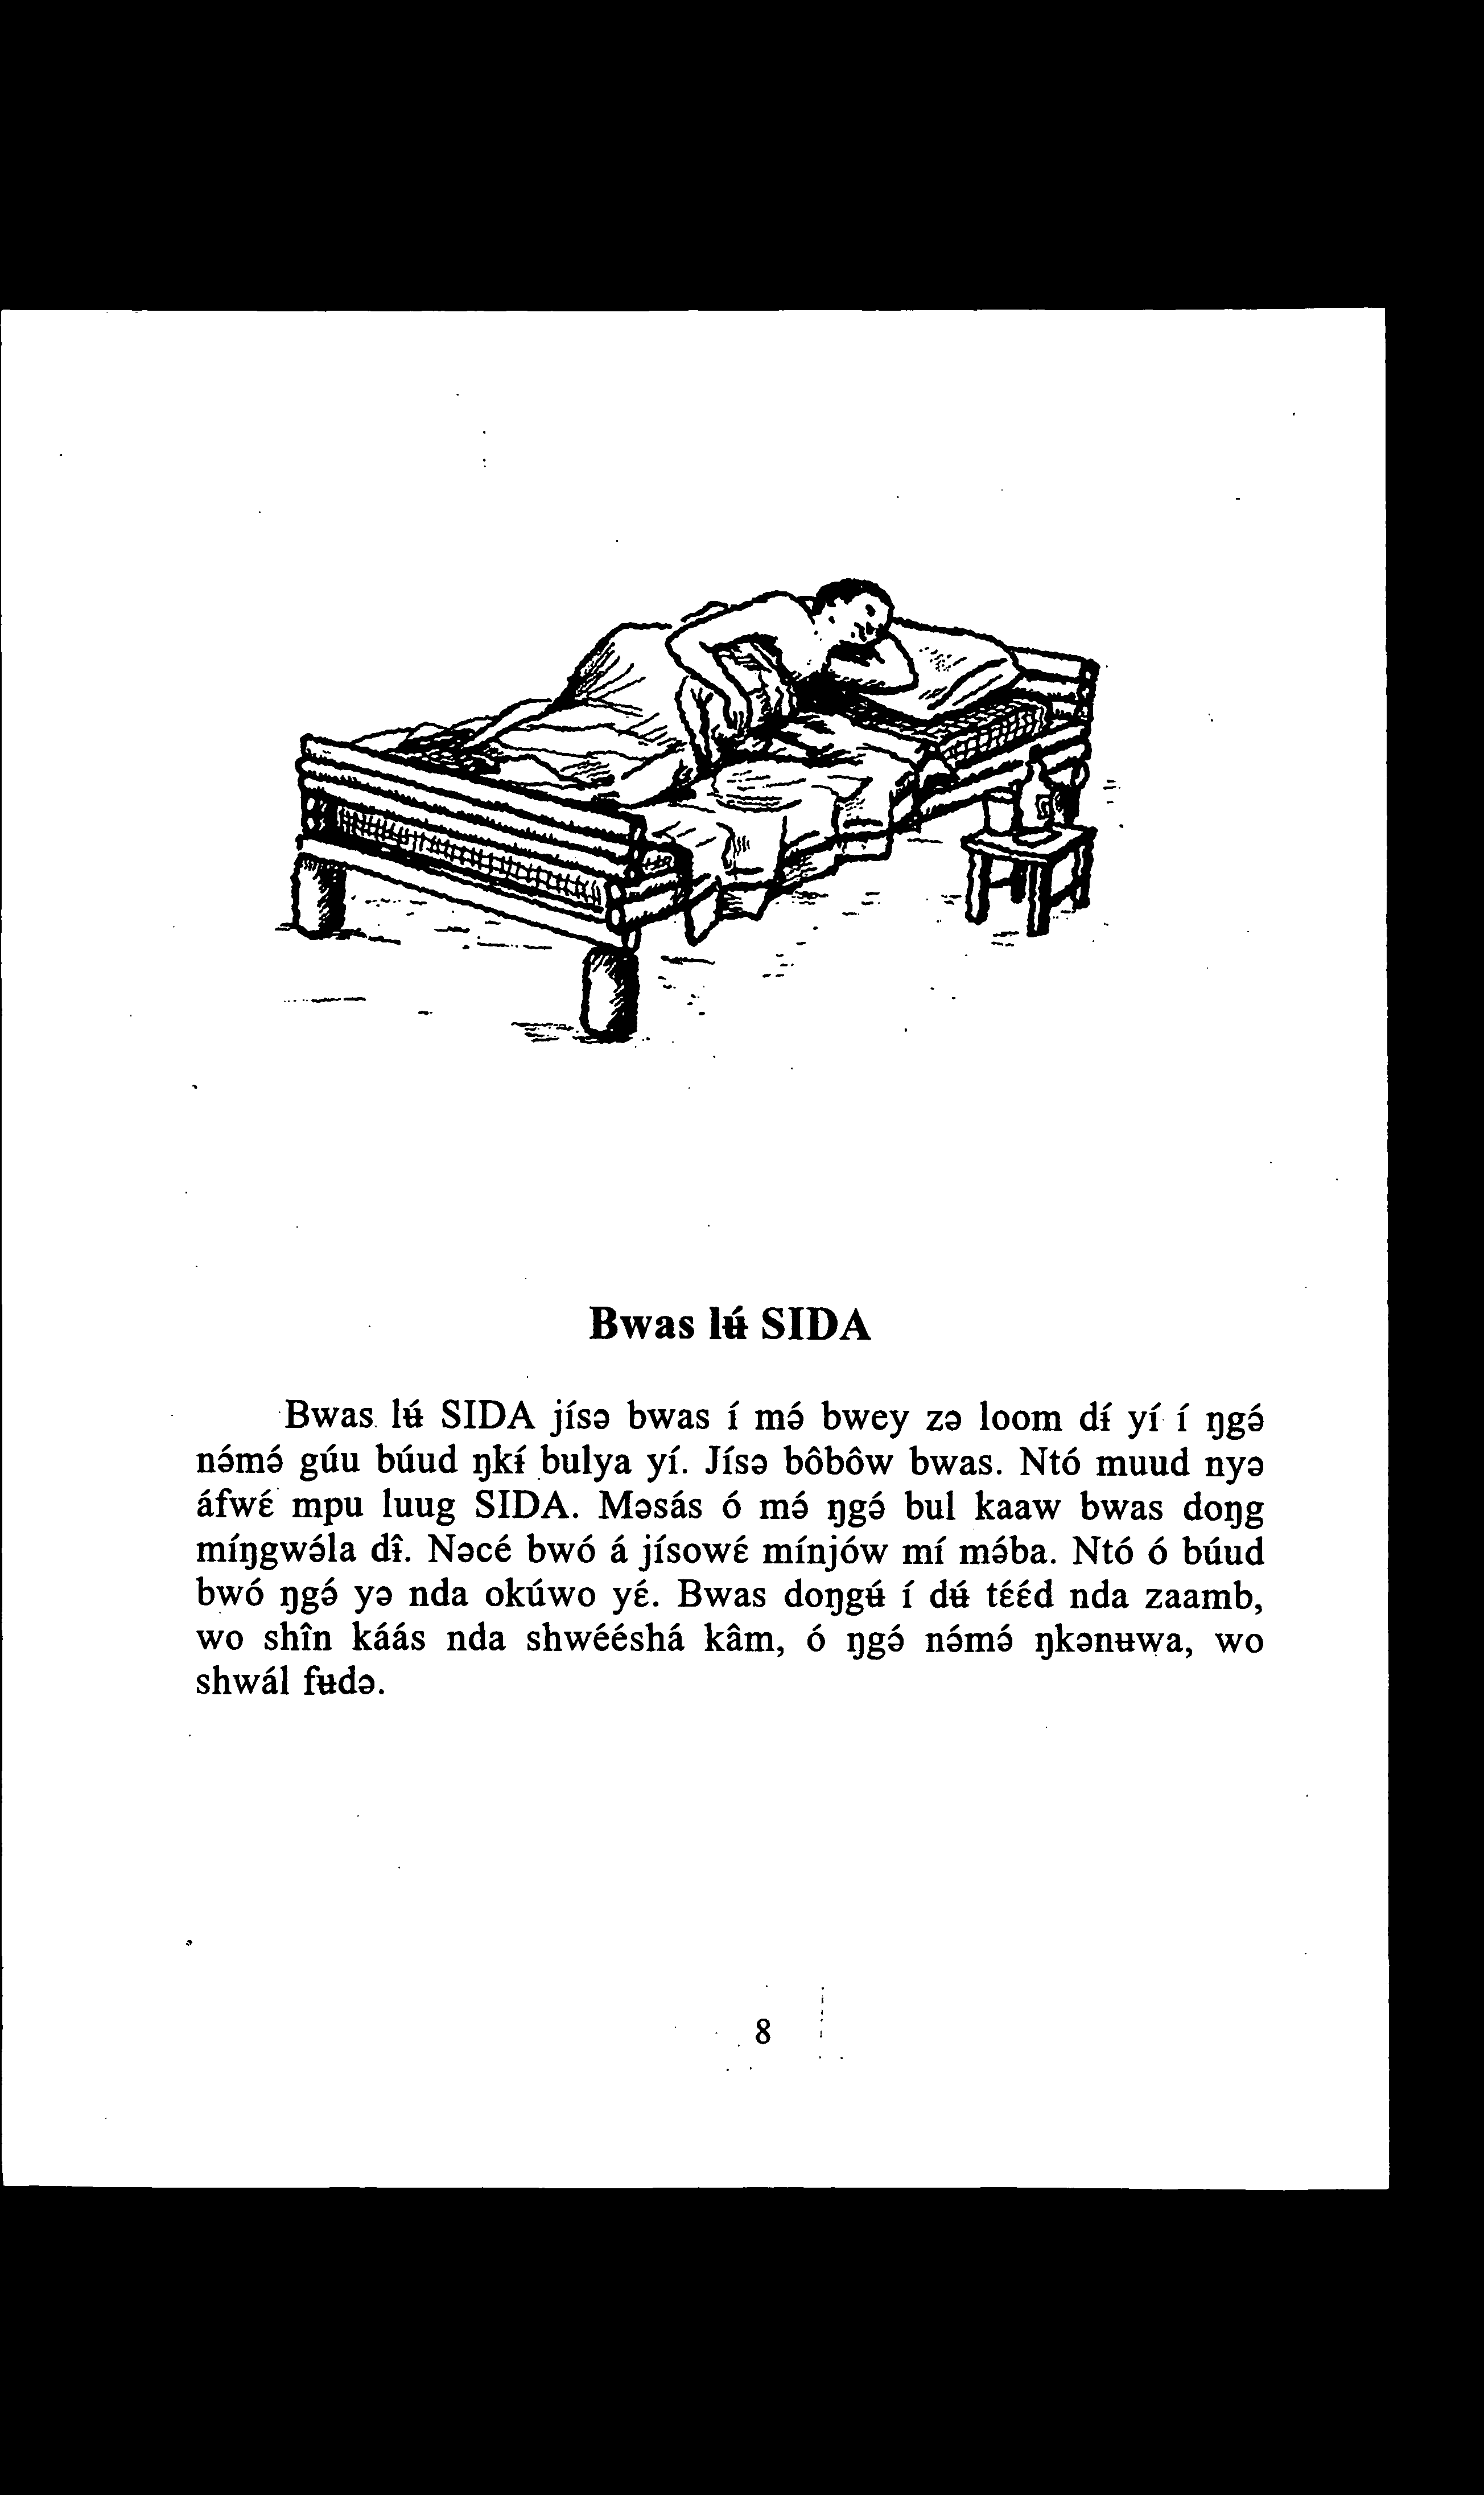 Bwas lʉ́ SIDA
Bwas lʉ́ SIDA jísə bwas í mə́ bwey zə loom dɨ́ yí í ŋgə́
nə́mə́ gúu búud ŋkɨ́ bulya yí. Jísə bôbôw bwas. Ntó muud nyə
áfwɛ́ mpu luug SIDA. Məsás ó mə́ ŋgə́ bul kaaw bwas doŋg
míŋgwə́la dɨ̂. Nəcé bwó á jísowɛ́ mínjów mí mə́ba. Ntó ó búud
bwó ŋgə́ yə nda okúwo yɛ́. Bwas doŋgʉ́ í dʉ́ tɛ́ɛ́d nda zaamb,
wo shîn káás nda shwééshá kâm, ó ŋgə́ nə́mə́ ŋkənʉwa, wo
shwál fʉdə.
8